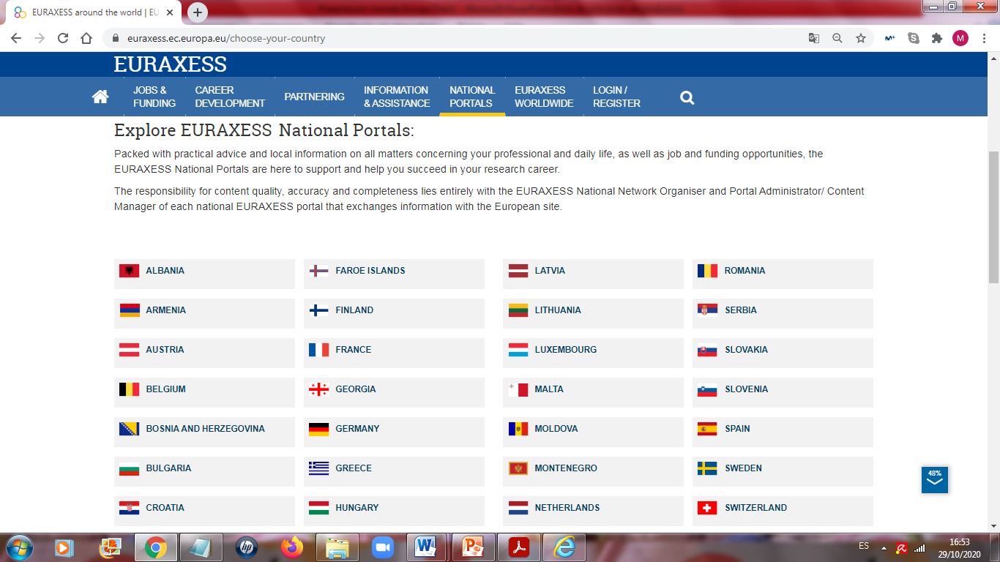 EURAXESS around the world | EU
euraxess.ec.europa.eu/choose-your-country
M
EURAXESS
JOBS & FUNDING
CAREER DEVELOPMENT
PARTNERING
INFORMATION & ASSISTANCE
NATIONAL PORTALS
EURAXESS WORLDWIDE
LOGIN / REGISTER
Explore EURAXESS National Portals:
Packed with practical advice and local information on all matters concerning your professional and daily life, as well as job and funding opportunities, the
EURAXESS National Portals are here to support and help you succeed in your research career.
The responsibility for content quality, accuracy and completeness lies entirely with the EURAXESS National Network Organiser and Portal Administrator/ Content
Manager of each national EURAXESS portal that exchanges information with the European site.
ALBANIA FAROE ISLANDS LATVIA ROMANIA
ARMENIA FINLAND LITHUANIA SERBIA
AUSTRIA FRANCE LUXEMBOURG SLOVAKIA
BELGIUM GEORGIA MALTA SLOVENIA
BOSNIA AND HERZEGOVINA GERMANY MOLDOVA SPAIN
BULGARIA GREECE MONTENEGRO SWEDEN
48%
CROATIA HUNGARY NETHERLANDS SWITZERLAND
ES
16:53
29/10/2020